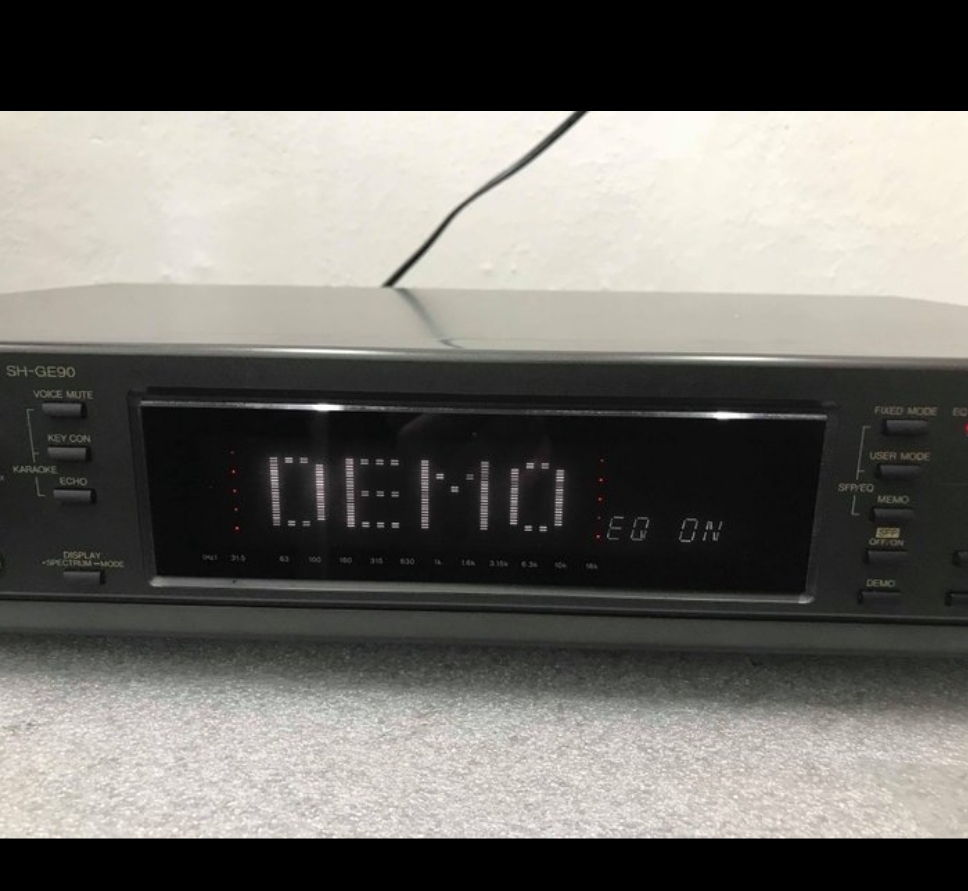 SH-GE90
VOICE MUTE
KEY CON
KARAOKE
ECHO
DISPLAY
-SPECTRUM -MODE
DEMO
EQ ON
(Hz) 31.5 63 100 160 315 630 1k 1.6k 3.15k 6.3k 10k 16k
FIXED MODE
USER MODE
SFP/EQ
MEMO
SFP
OFF/ON
DEMO
EQ